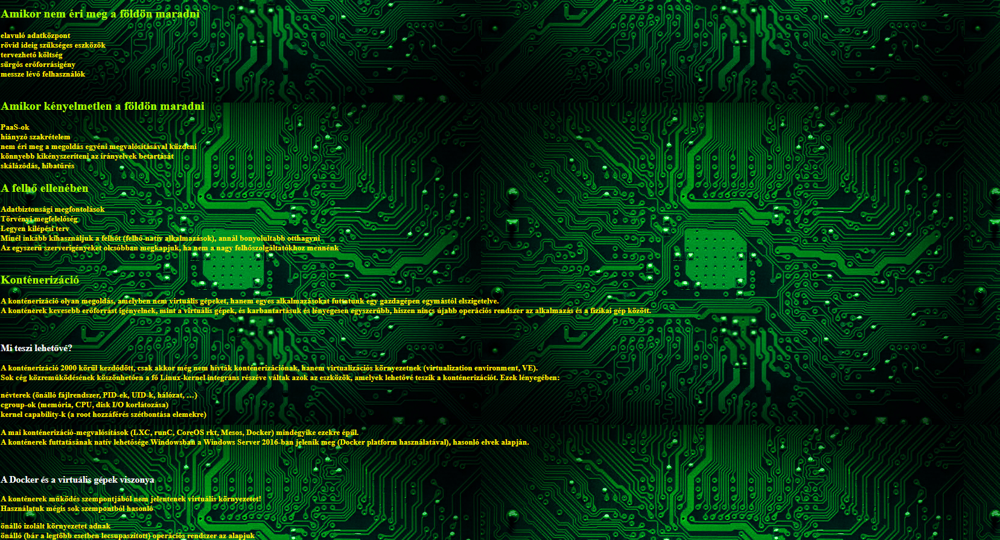 Amikor nem éri meg a földön maradni
elavuló adatközpont
rövid ideig szükséges eszközök
tervezhető költség
sürgős erőforrásigény
messze lévő felhasználók
Amikor kényelmetlen a földön maradni
PaaS-ok
hiányzó szakrételem
nem éri meg a megoldás egyéni megvalósításával küzdeni
könnyebb kikényszeríteni az irányelvek betartását
skálázódás, hibatűrés
A felhő ellenében
Adatbiztonsági megfontolások
Törvényi megfelelőség
Legyen kilépési terv
Minél inkább kihasználjuk a felhőt (felhő-natív alkalmazások), annál bonyolultabb otthagyni
Az egyszerű szerverigényeket olcsóbban megkapjuk, ha nem a nagy felhőszolgáltatókhoz mennénk
Konténerizáció
A konténerizáció olyan megoldás, amelyben nem virtuális gépeket, hanem egyes alkalmazásokat futtatunk egy gazdagépen egymástól elszigetelve.
A konténerek kevesebb erőforrást igényelnek, mint a virtuális gépek, és karbantartásuk és lényegesen egyszerűbb, hiszen nincs újabb operációs rendszer az alkalmazás és a fizikai gép között.
Mi teszi lehetővé?
A konténerizáció 2000 körül kezdődött, csak akkor még nem hívták konténerizációnak, hanem virtualizációs környezetnek (virtualization environment, VE).
Sok cég közreműködésének köszönhetően a fő Linux-kernel integráns részévé váltak azok az eszközök, amelyek lehetővé teszik a konténerizációt. Ezek lényegében:
névterek (önálló fájlrendszer, PID-ek, UID-k, hálózat, …)
cgroup-ok (memória, CPU, disk I/O korlátozása)
kernel capability-k (a root hozzáférés szétbontása elemekre)
A mai konténerizáció-megvalósítások (LXC, runC, CoreOS rkt, Mesos, Docker) mindegyike ezekre épül.
A konténerek futtatásának natív lehetősége Windowsban a Windows Server 2016-ban jelenik meg (Docker platform használatával), hasonló elvek alapján.
A Docker és a virtuális gépek viszonya
A konténerek működés szempontjából nem jelentenek virtuális környezetet!
Használatuk mégis sok szempontból hasonló
önálló izolált környezetet adnak
önálló (bár a legtöbb esetben lecsupaszított) operációs rendszer az alapjuk